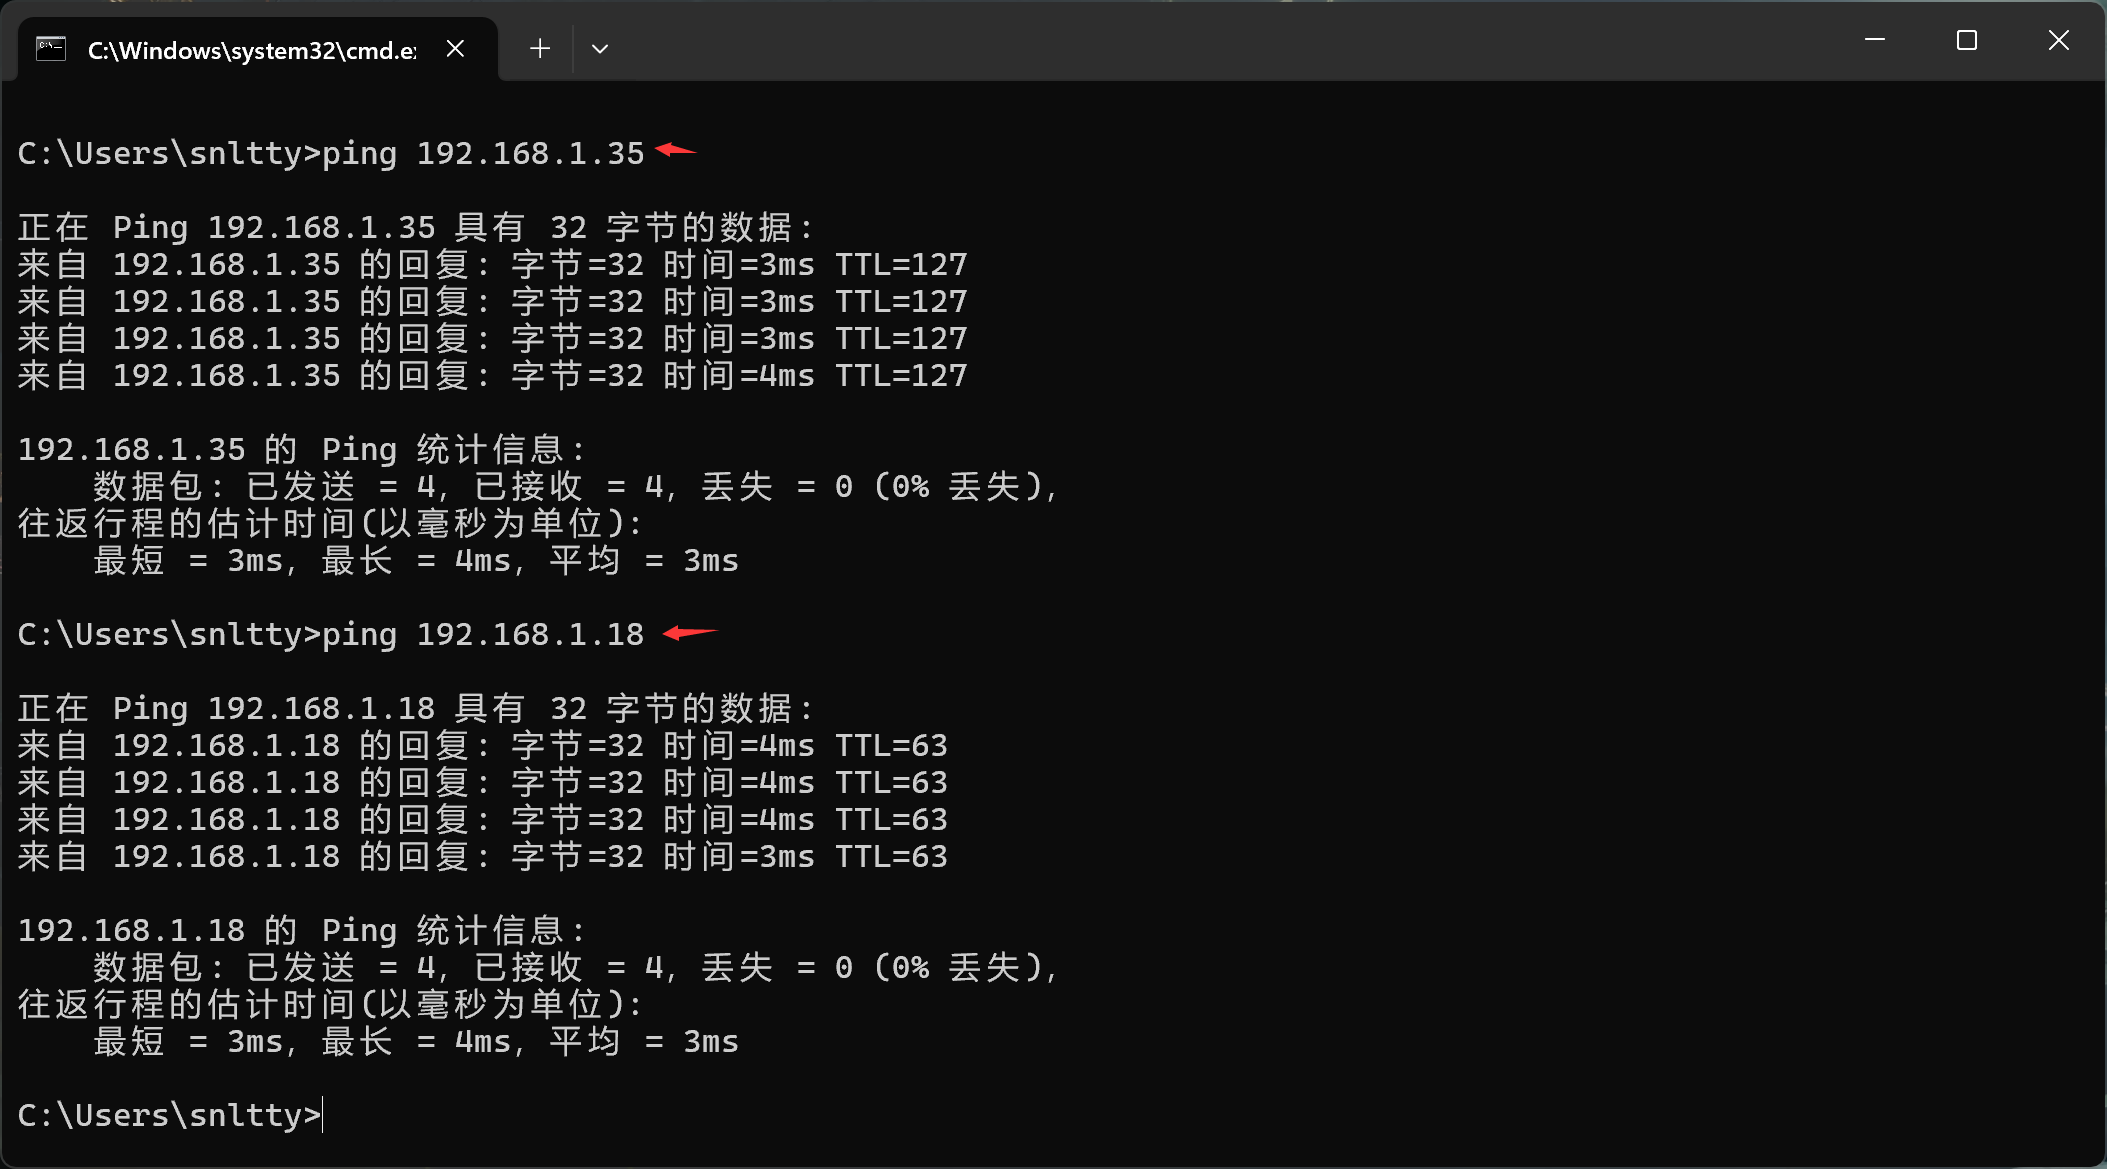 C:\Windows\system32\cmd.e
C:\Users\snltty>ping 192.168.1.35
正在 Ping 192.168.1.35 具有 32 字节的数据:
来自 192.168.1.35 的回复: 字节=32 时间=3ms TTL=127
来自 192.168.1.35 的回复: 字节=32 时间=3ms TTL=127
来自 192.168.1.35 的回复: 字节=32 时间=3ms TTL=127
来自 192.168.1.35 的回复: 字节=32 时间=4ms TTL=127
192.168.1.35 的 Ping 统计信息:
数据包: 已发送 = 4, 已接收 = 4, 丢失 = 0 (0% 丢失),
往返行程的估计时间(以毫秒为单位):
最短 = 3ms, 最长 = 4ms, 平均 = 3ms
C:\Users\snltty>ping 192.168.1.18
正在 Ping 192.168.1.18 具有 32 字节的数据:
来自 192.168.1.18 的回复: 字节=32 时间=4ms TTL=63
来自 192.168.1.18 的回复: 字节=32 时间=4ms TTL=63
来自 192.168.1.18 的回复: 字节=32 时间=4ms TTL=63
来自 192.168.1.18 的回复: 字节=32 时间=3ms TTL=63
192.168.1.18 的 Ping 统计信息:
数据包: 已发送 = 4, 已接收 = 4, 丢失 = 0 (0% 丢失),
往返行程的估计时间(以毫秒为单位):
最短 = 3ms, 最长 = 4ms, 平均 = 3ms
C:\Users\snltty>